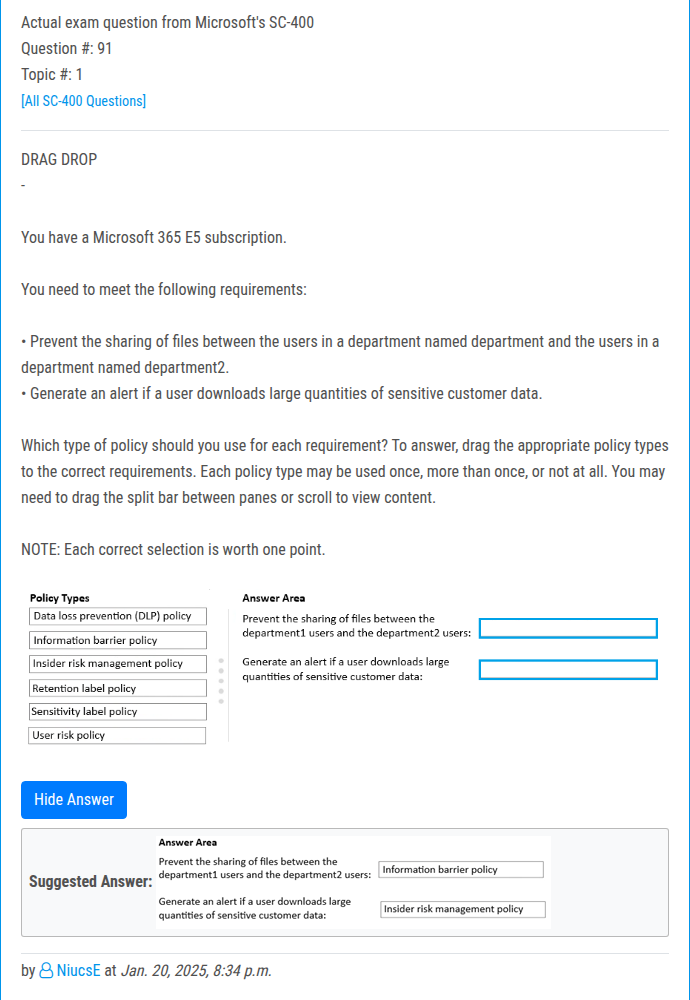 Actual exam question from Microsoft's SC-400
Question #: 91
Topic #: 1
[All SC-400 Questions]
DRAG DROP
-
You have a Microsoft 365 E5 subscription.
You need to meet the following requirements:
• Prevent the sharing of files between the users in a department named department and the users in a
department named department2.
• Generate an alert if a user downloads large quantities of sensitive customer data.
Which type of policy should you use for each requirement? To answer, drag the appropriate policy types
to the correct requirements. Each policy type may be used once, more than once, or not at all. You may
need to drag the split bar between panes or scroll to view content.
NOTE: Each correct selection is worth one point.
Policy Types
Data loss prevention (DLP) policy
Information barrier policy
Insider risk management policy
Retention label policy
Sensitivity label policy
User risk policy
Answer Area
Prevent the sharing of files between the
department1 users and the department2 users:
Generate an alert if a user downloads large
quantities of sensitive customer data:
Hide Answer
Suggested Answer:
Answer Area
Prevent the sharing of files between the
department1 users and the department2 users:
Information barrier policy
Generate an alert if a user downloads large
quantities of sensitive customer data:
Insider risk management policy
by NiucsE at Jan. 20, 2025, 8:34 p.m.